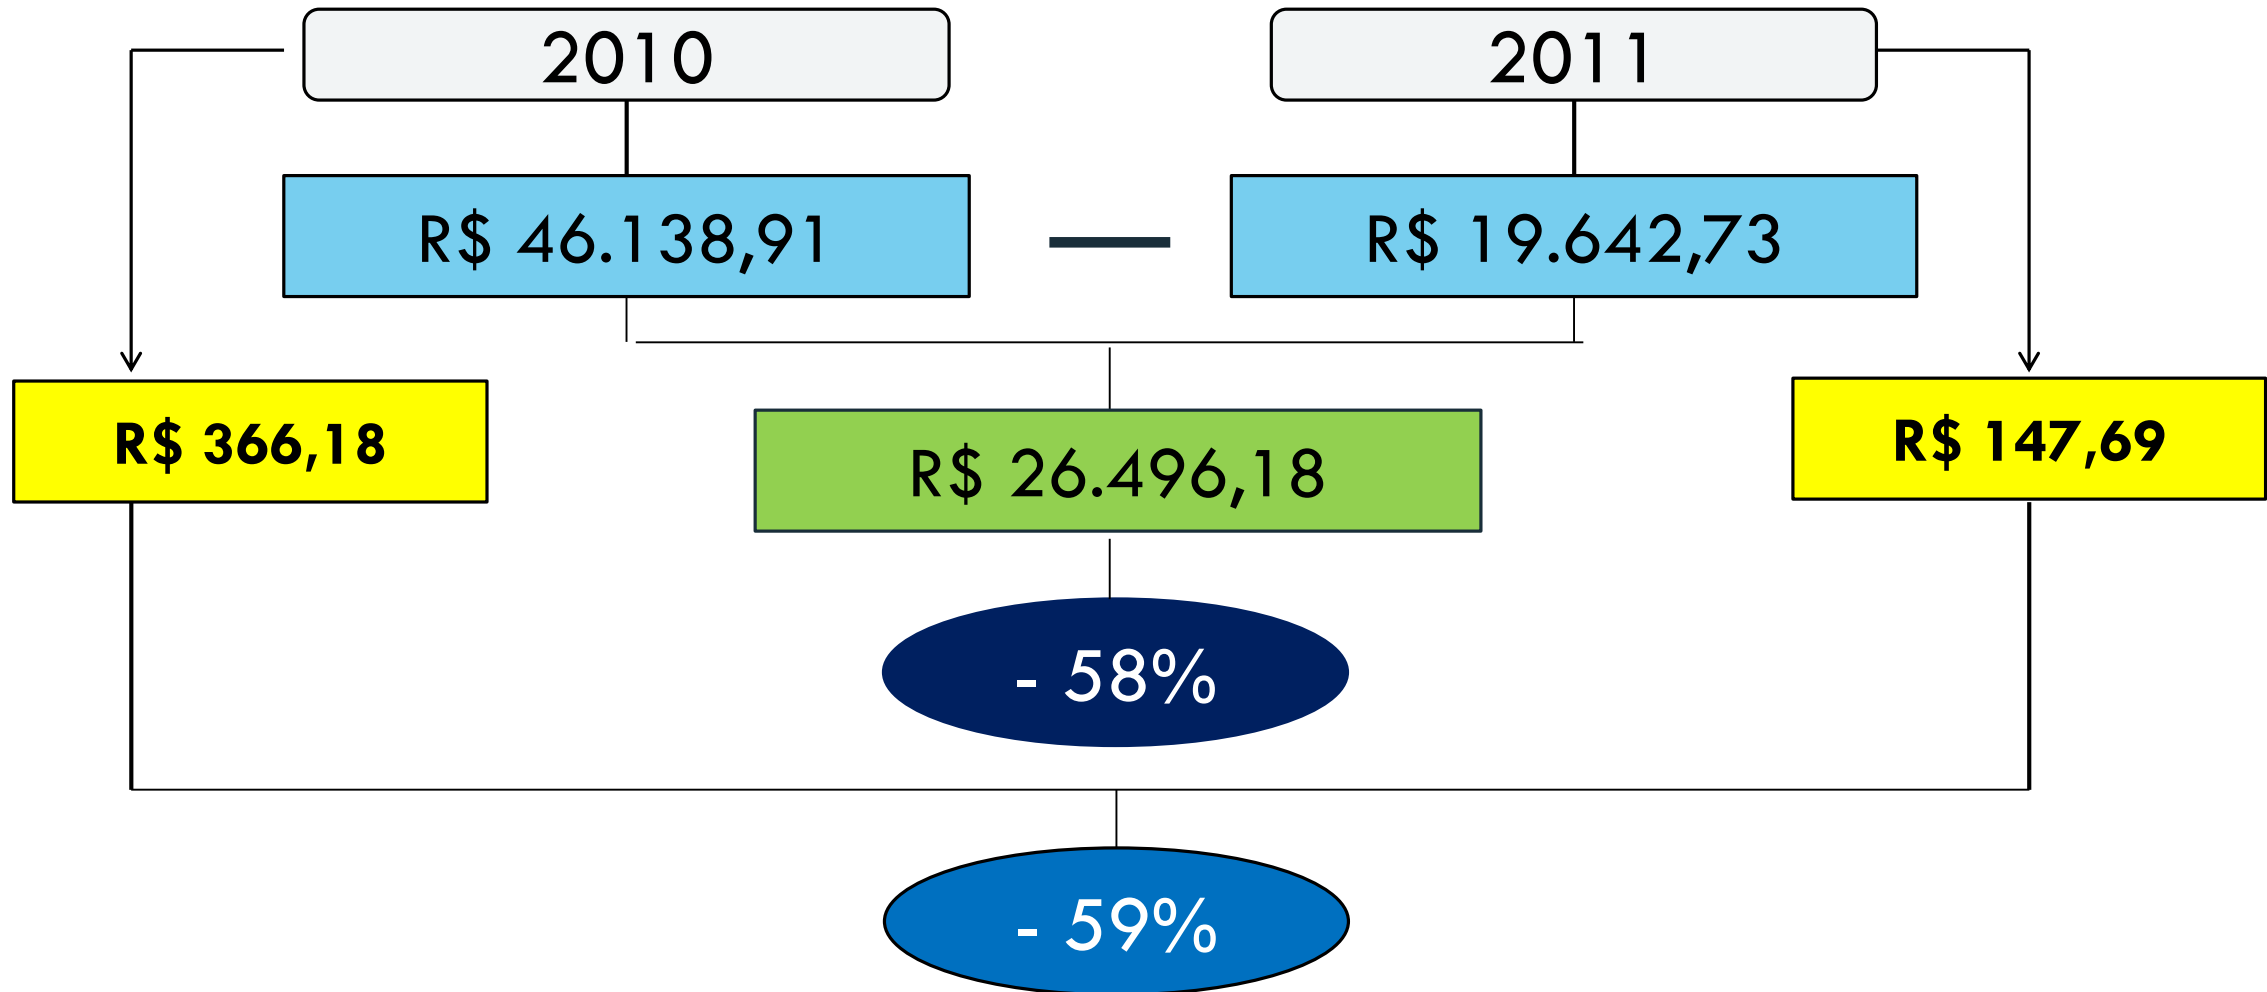 2010
2011
R$ 46.138,91
R$ 19.642,73
R$ 366,18
R$ 26.496,18
R$ 147,69
- 58%
- 59%